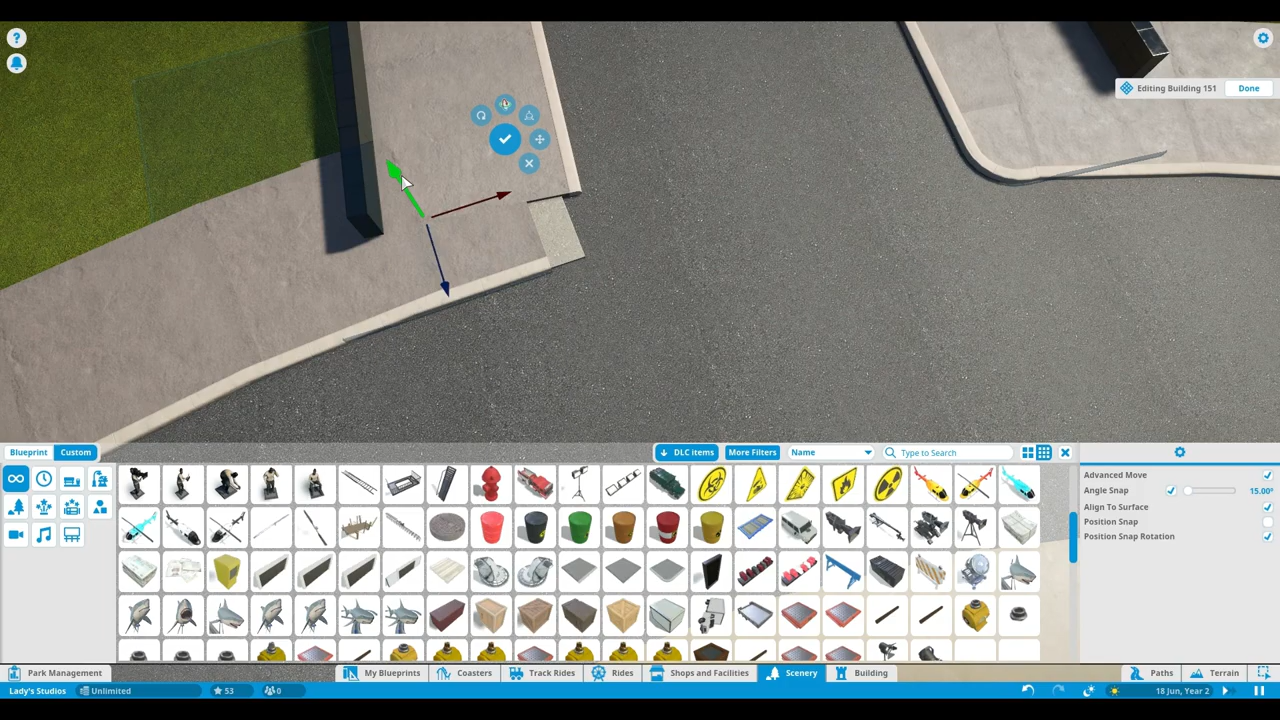 ?
Editing Building 151 Done
Blueprint Custom
DLC items More Filters Name Type to Search
Advanced Move
Angle Snap 15.00°
Align To Surface
Position Snap
Position Snap Rotation
Park Management My Blueprints Coasters Track Rides Rides Shops and Facilities Scenery Building Paths Terrain
Lady's Studios Unlimited 53 0 18 Jun, Year 2